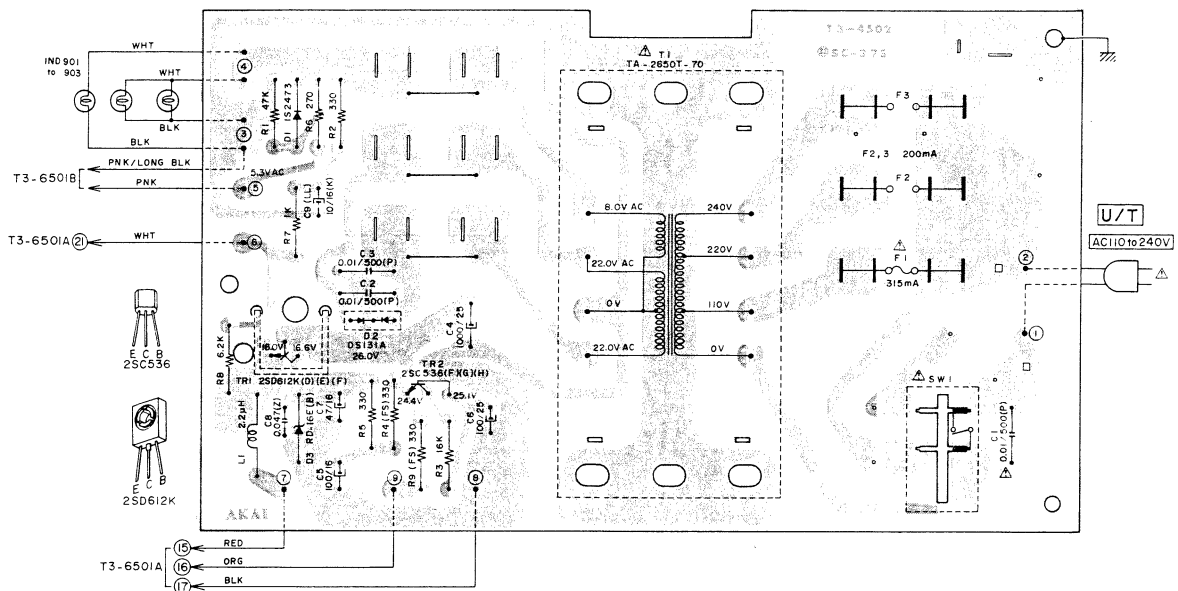 WHT
IND 901
to 903
WHT
④
③
BLK
BLK
PNK/LONG BLK
T3-6501B
PNK
⑤
5.3V AC
T3-6501A ㉑
WHT
⑥
R1 47K
D1 1S2473
R6 270
R2 330
R7 1K
C9 (LL)
10/16(K)
C3
0.01/500(P)
C2
0.01/500(P)
D2
DS131A
26.0V
C4
1000/25
E C B
2SC536
E C B
2SD612K
R8 6.2K
18.0V
16.6V
TR1 2SD612K(D)(E)(F)
TR2
2SC536(F)(G)(H)
24.4V
25.1V
2.2μH
L1
C8
0.047(Z)
D3 RD-16E(B)
C7
47/16
C5
100/16
R5 330
R4 (FS) 330
R9 (FS) 330
R3 16K
C6
100/25
⑦
⑨
⑧
AKAI
T3-6501A
⑮ RED
⑯ ORG
⑰ BLK
⚠ T1
TA-2650T-70
8.0V AC
240V
22.0V AC
220V
0V
110V
22.0V AC
0V
T3-4502
F3
F2,3 200mA
F2
⚠
F1
315mA
U/T
AC110 to 240V
②
⚠
①
⚠ SW1
C1
0.01/500(P)
⚠